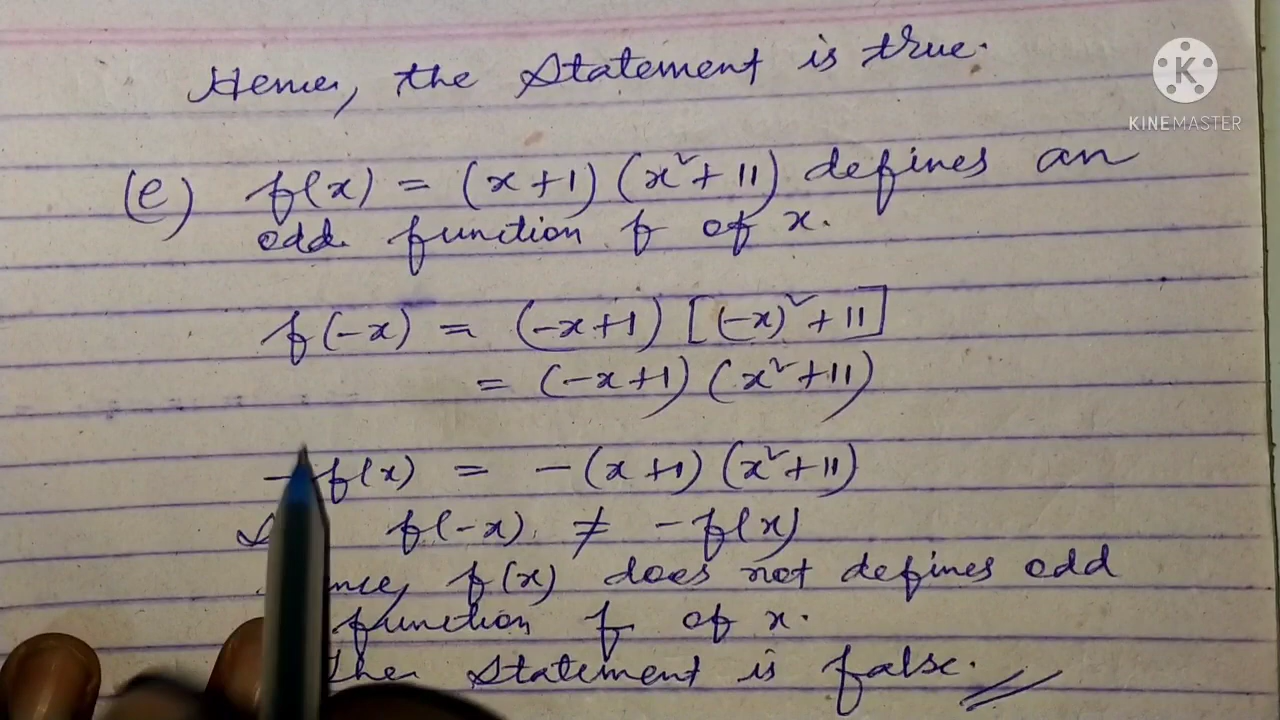 Hence, the Statement is true.
K
KINEMASTER
(e) f(x) = (x+1) (x²+11) defines an
odd function f of x.
f(-x) = (-x+1) [(-x)²+11]
= (-x+1) (x²+11)
-f(x) = -(x+1) (x²+11)
f(-x) ≠ -f(x)
f(x) does not defines odd
function f of x.
The Statement is false.